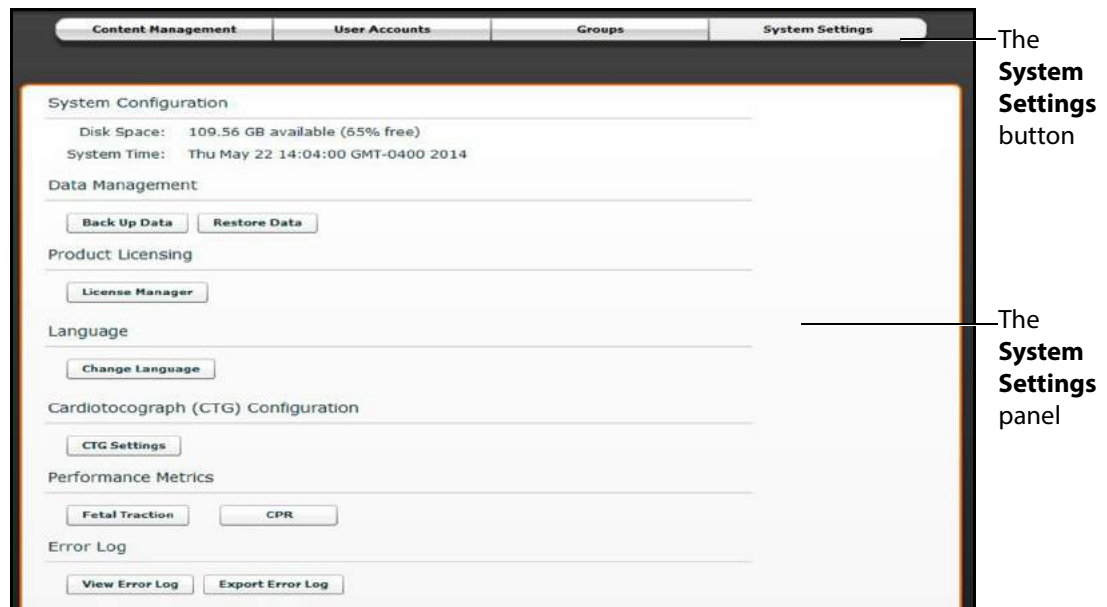 Content Management User Accounts Groups System Settings
The
System
Settings
button
System Configuration
Disk Space: 109.56 GB available (65% free)
System Time: Thu May 22 14:04:00 GMT-0400 2014
Data Management
Back Up Data Restore Data
Product Licensing
License Manager
The
System
Settings
panel
Language
Change Language
Cardiotocograph (CTG) Configuration
CTG Settings
Performance Metrics
Fetal Traction CPR
Error Log
View Error Log Export Error Log